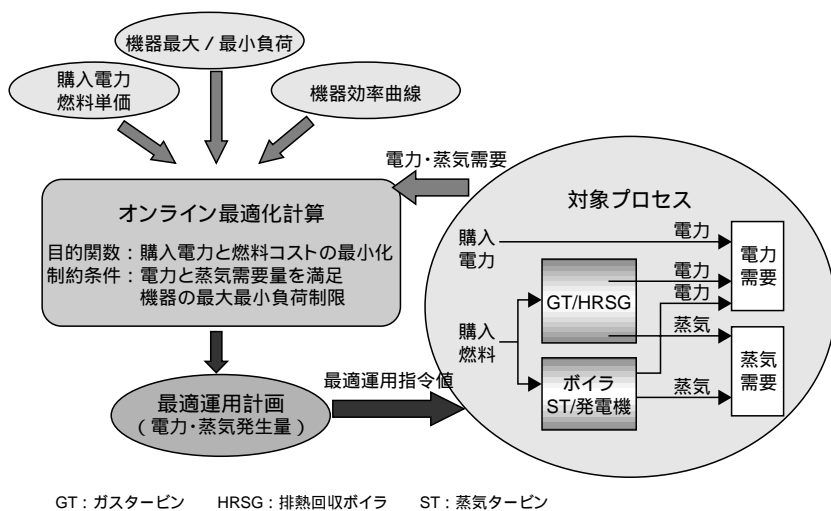 機器最大 / 最小負荷
購入電力
燃料単価
機器効率曲線
電力・蒸気需要
オンライン最適化計算
目的関数：購入電力と燃料コストの最小化
制約条件：電力と蒸気需要量を満足
機器の最大最小負荷制限
最適運用計画
（電力・蒸気発生量）
最適運用指令値
対象プロセス
購入
電力
電力
電力
電力
電力
需要
GT/HRSG
購入
燃料
蒸気
ボイラ
ST/発電機
蒸気
蒸気
需要
GT：ガスタービン HRSG：排熱回収ボイラ ST：蒸気タービン